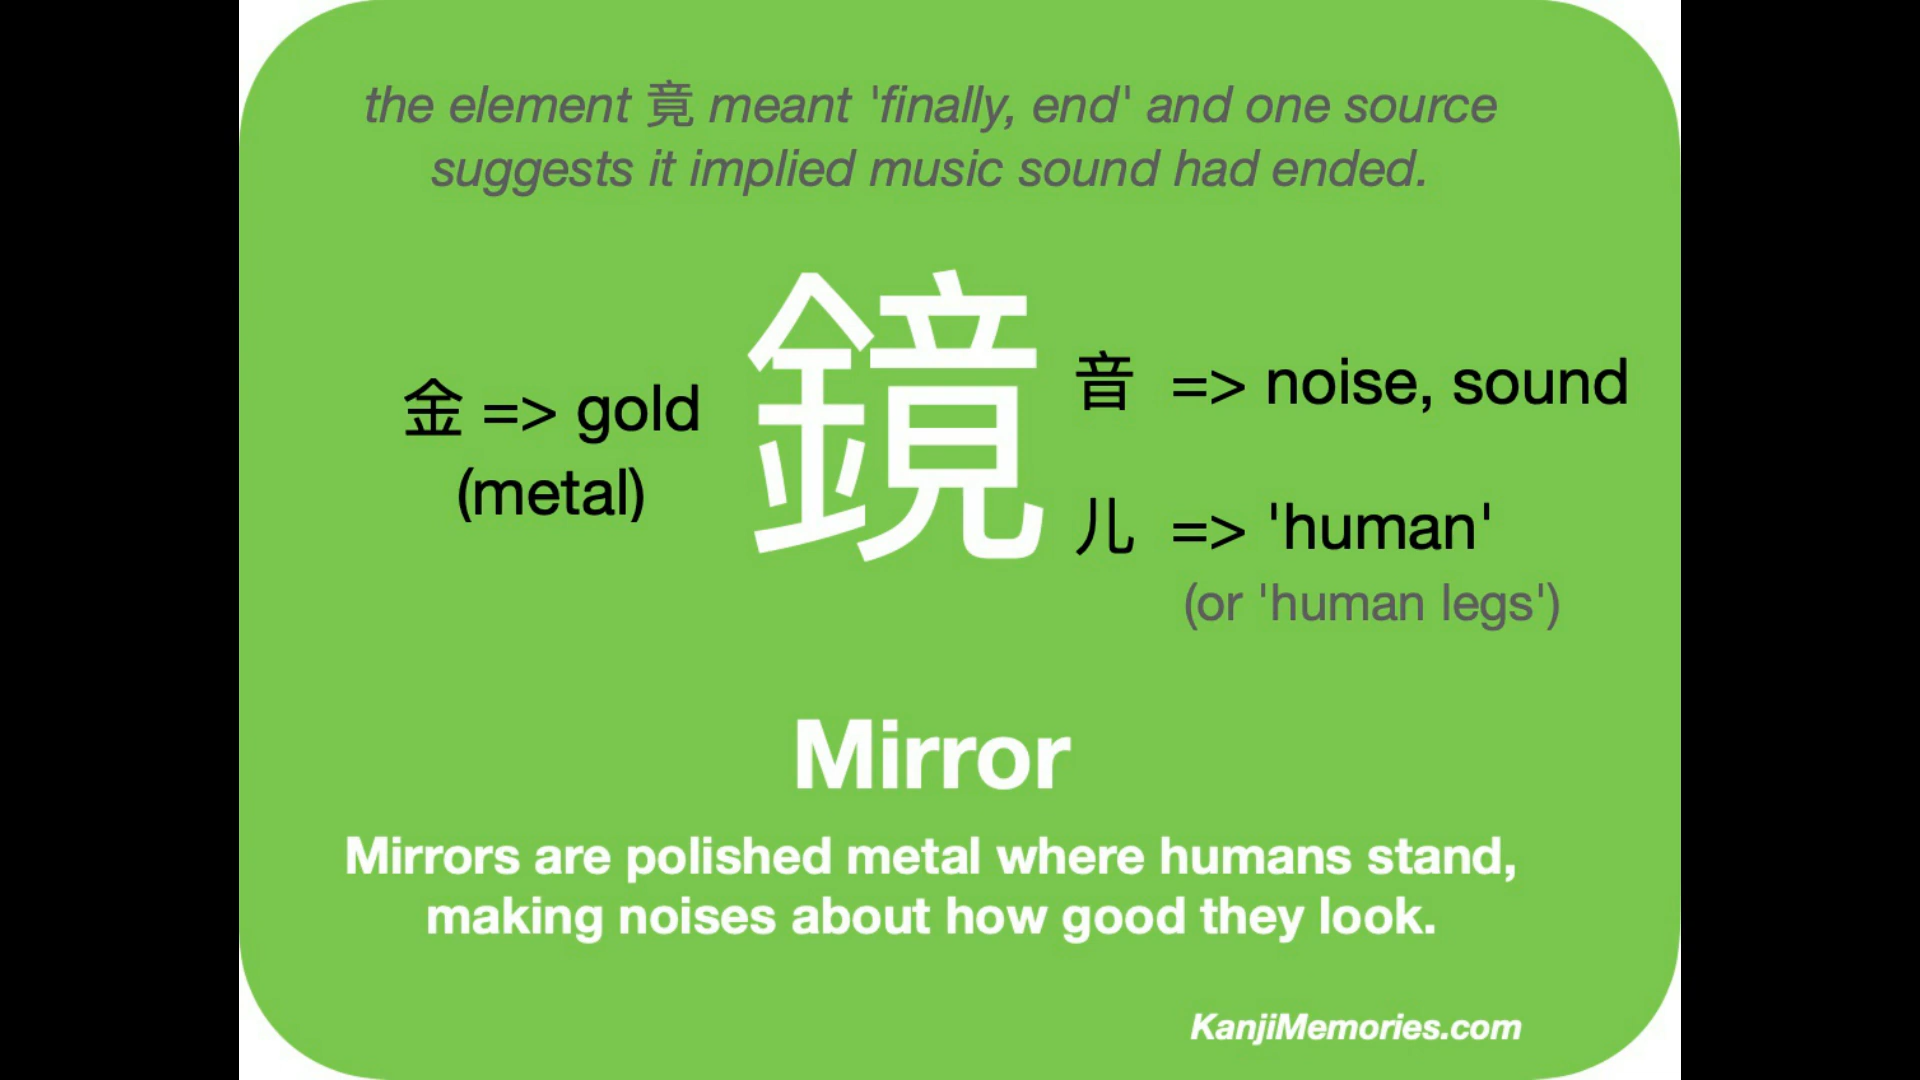 the element 竟 meant 'finally, end' and one source
suggests it implied music sound had ended.
鏡
金 => gold
(metal)
音 => noise, sound
儿 => 'human'
(or 'human legs')
Mirror
Mirrors are polished metal where humans stand,
making noises about how good they look.
KanjiMemories.com